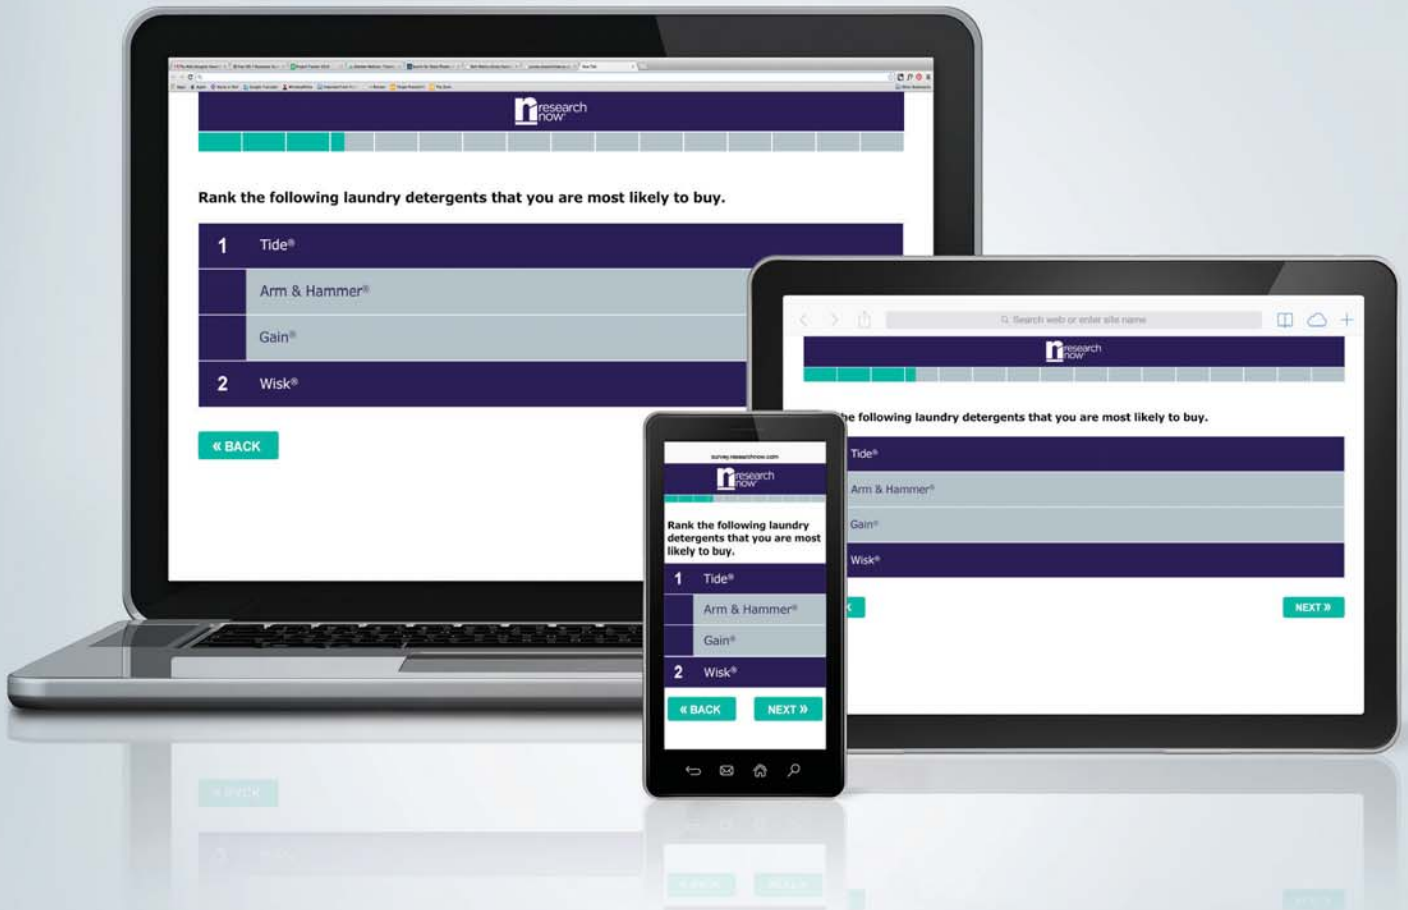 research
now
Rank the following laundry detergents that you are most likely to buy.
1 Tide®
Arm & Hammer®
Gain®
2 Wisk®
« BACK
Search web or enter site name
research
now
he following laundry detergents that you are most likely to buy.
Tide®
Arm & Hammer®
Gain®
Wisk®
K
NEXT »
survey.researchnow.com
research
now
Rank the following laundry
detergents that you are most
likely to buy.
1 Tide®
Arm & Hammer®
Gain®
2 Wisk®
« BACK NEXT »